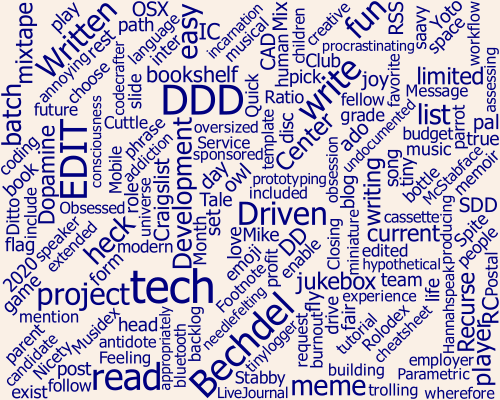 play
OSX
incarnation
Mix
creative
fun
RSS
saavy
Yoto
space
workflow
mixtape
Written
path
language
inter
easy
IC
musical
CAD
human
children
procrastinating
annoying
rest
choose
codecrafter
slide
bookshelf
Club
pick
joy
favorite
limited
assessing
batch
future
DDD
Quick
Ratio
Write
fellow
grade
Message
list
parrot
pal
true
coding
book
Dopamine
EDIT
consciousness
Cuttle
phrase
addiction
oversized
Service
sponsored
template
disc
Center
ado
undocumented
budget
music
McStabface
memoir
Mobile
role
universe
Craigslist
Development
day
owl
prototyping
included
obsession
blog
writing
song
tiny
bottle
Ditto
include
flag
Obsessed
Tale
set
Month
Driven
miniature
cassette
SDD
Spite
people
speaker
extended
heck
modern
love
Mike
DD
enable
Closing
current
edited
hypothetical
producing
2020
game
form
emoji
profit
Footnote
jukebox
team
Hannahspeak
life
Recurse
RC
Postal
project
tech
needlefelting
fly
drive
experience
fair
Rolodex
mention
Musidex
head
appropriately
backlog
Bechdel
tinylogger
request
burnout
tutorial
cheatsheet
player
parent
candidate
Nicety
antidote
Feeling
bluetooth
building
employer
Parametric
exist
post
follow
read
Stabby
LiveJournal
meme
trolling
wherefore